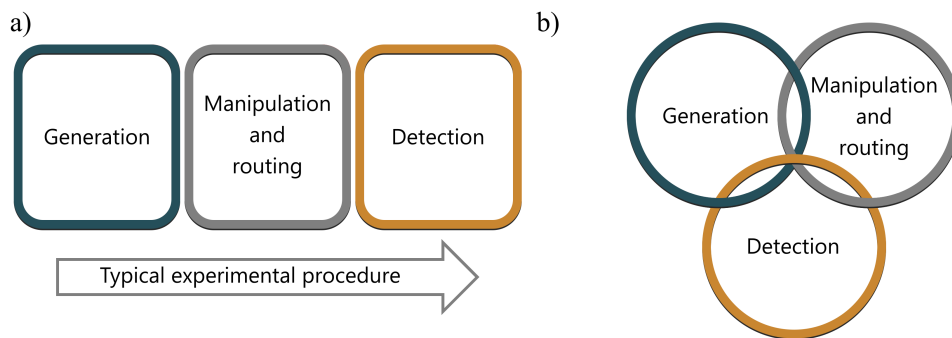 a)
Generation
Manipulation
and
routing
Detection
Typical experimental procedure
b)
Generation
Manipulation
and
routing
Detection